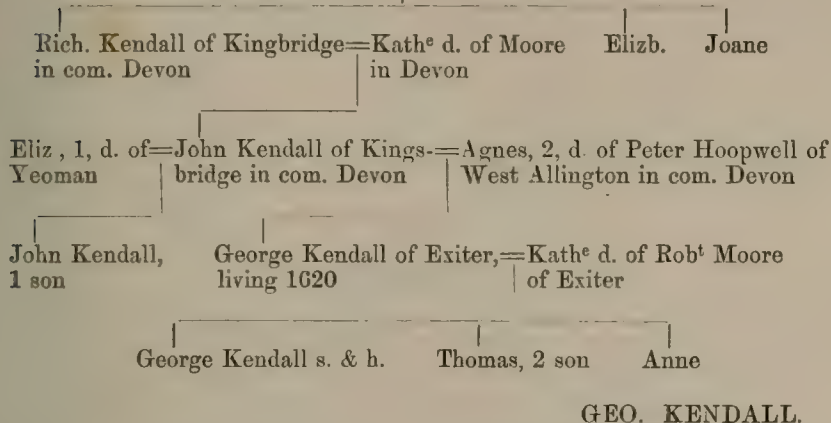 Rich. Kendall of Kingbridge=Kathᵉ d. of Moore Elizb. Joane
in com. Devon in Devon
Eliz , 1, d. of=John Kendall of Kings-=Agnes, 2, d. of Peter Hoopwell of
Yeoman bridge in com. Devon West Allington in com. Devon
John Kendall, George Kendall of Exiter,=Kathᵉ d. of Robᵗ Moore
1 son living 1620 of Exiter
George Kendall s. & h. Thomas, 2 son Anne
GEO. KENDALL.